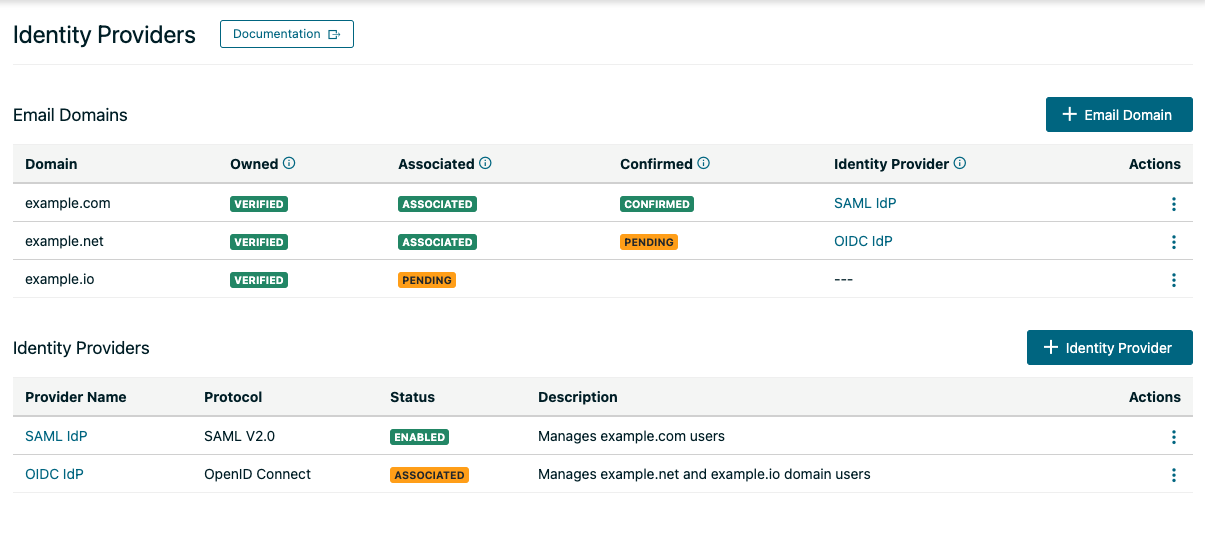 Identity Providers Documentation
Email Domains + Email Domain
Domain Owned Associated Confirmed Identity Provider Actions
example.com VERIFIED ASSOCIATED CONFIRMED SAML IdP
example.net VERIFIED ASSOCIATED PENDING OIDC IdP
example.io VERIFIED PENDING ---
Identity Providers + Identity Provider
Provider Name Protocol Status Description Actions
SAML IdP SAML V2.0 ENABLED Manages example.com users
OIDC IdP OpenID Connect ASSOCIATED Manages example.net and example.io domain users